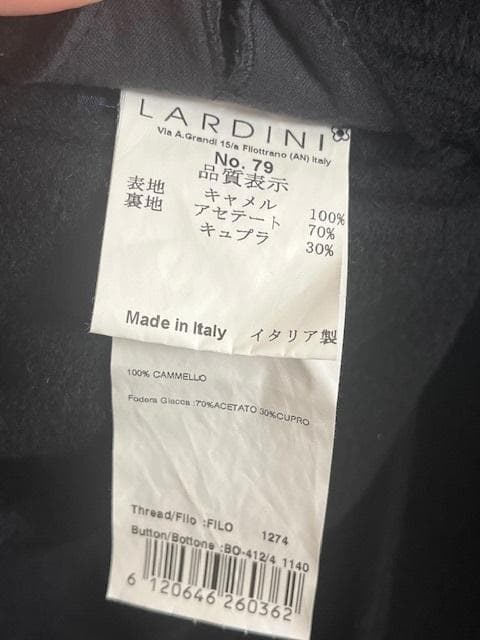 LARDINI
Via A.Grandi 15/a Filottrano (AN) Italy
No. 79
品質表示
表地 キャメル 100%
裏地 アセテート 70%
キュプラ 30%
Made in Italy イタリア製
100% CAMMELLO
Fodera Giacca :70%ACETATO 30%CUPRO
Thread/Filo :FILO 1274
Button/Bottone :BO-412/4 1140
6 120646 260362